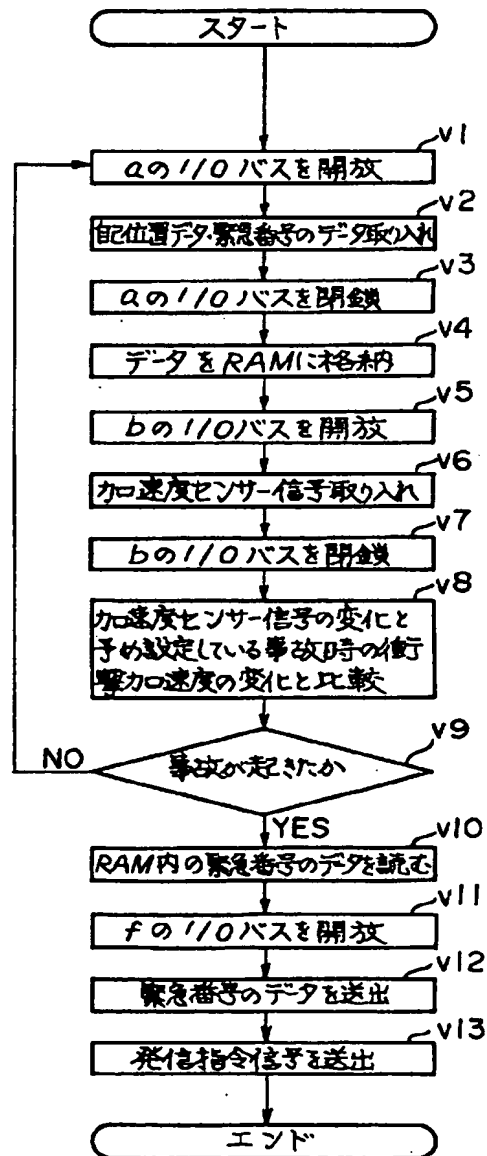 スタート
v1
aのI/Oバスを開放
v2
自己位置データ・緊急番号のデータ取り入れ
v3
aのI/Oバスを閉鎖
v4
データをRAMに格納
v5
bのI/Oバスを開放
v6
加速度センサー信号取り入れ
v7
bのI/Oバスを閉鎖
v8
加速度センサー信号の変化と
予め設定している事故時の衝
撃加速度の変化と比較
v9
事故が起きたか
NO
YES
v10
RAM内の緊急番号のデータを読む
v11
fのI/Oバスを開放
v12
緊急番号のデータを送出
v13
発信指令信号を送出
エンド